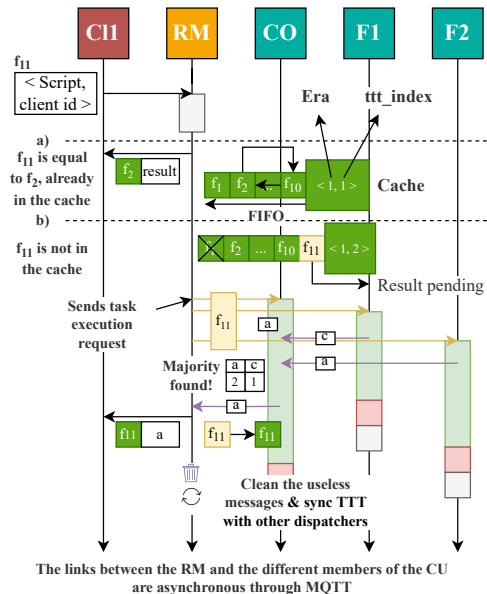 Cl1 RM CO F1 F2
f11
< Script,
client id >
Era ttt_index
a)
f11 is equal
to f2, already
in the cache
f2 result
f1 f2 ... f10 < 1, 1 >
Cache
FIFO
b)
f11 is not in
the cache
f2 ... f10 f11 < 1, 2 >
Result pending
Sends task
execution
request
f11
a
c
a
Majority
found!
a c
2 1
a
f11 a
f11 f11
Clean the useless
messages & sync TTT
with other dispatchers
The links between the RM and the different members of the CU
are asynchronous through MQTT